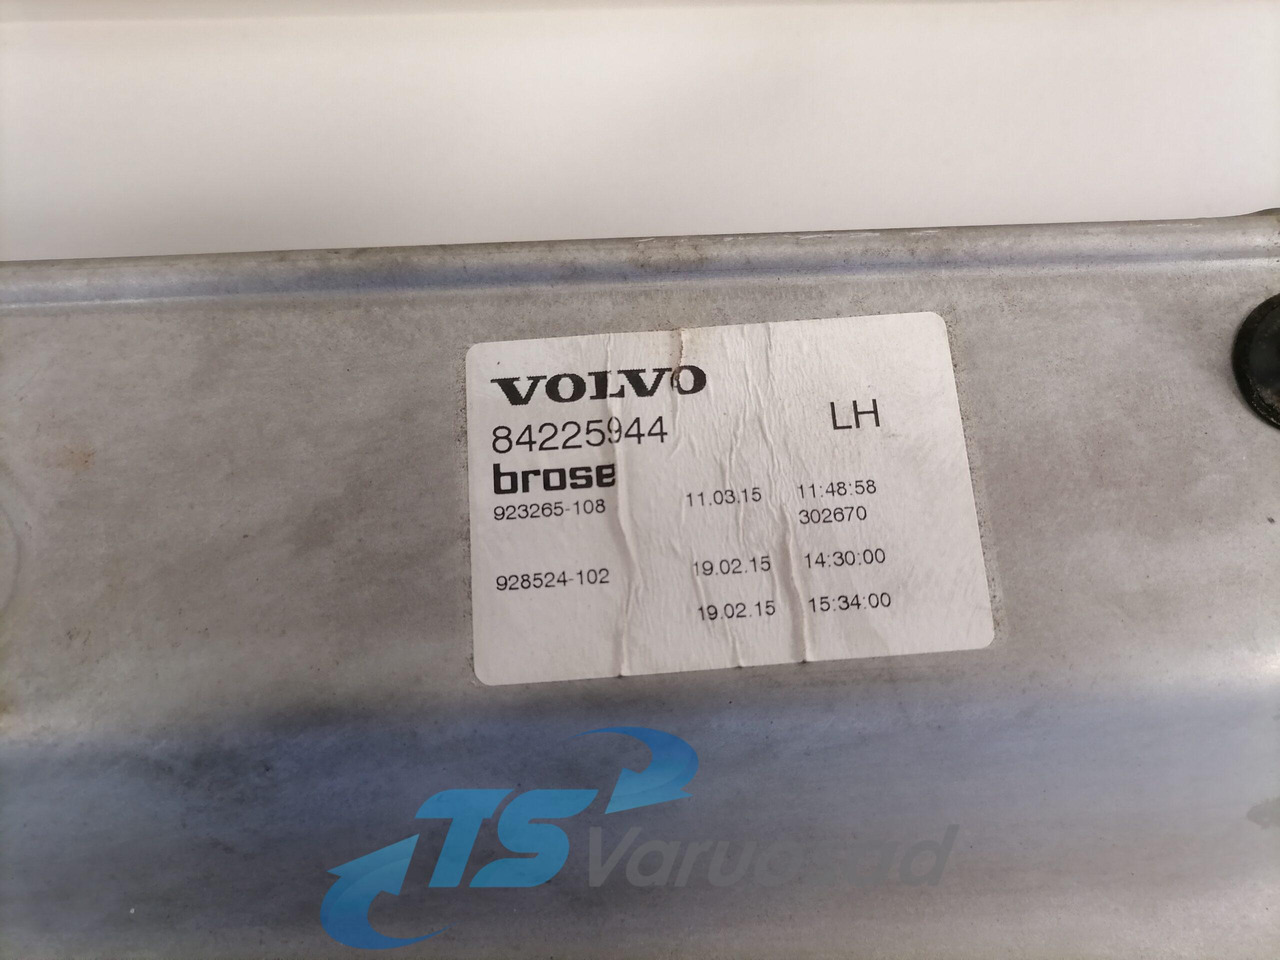 VOLVO
84225944 LH
brose
923265-108 11.03.15 11:48:58
302670
928524-102 19.02.15 14:30:00
19.02.15 15:34:00
TS Varuosad